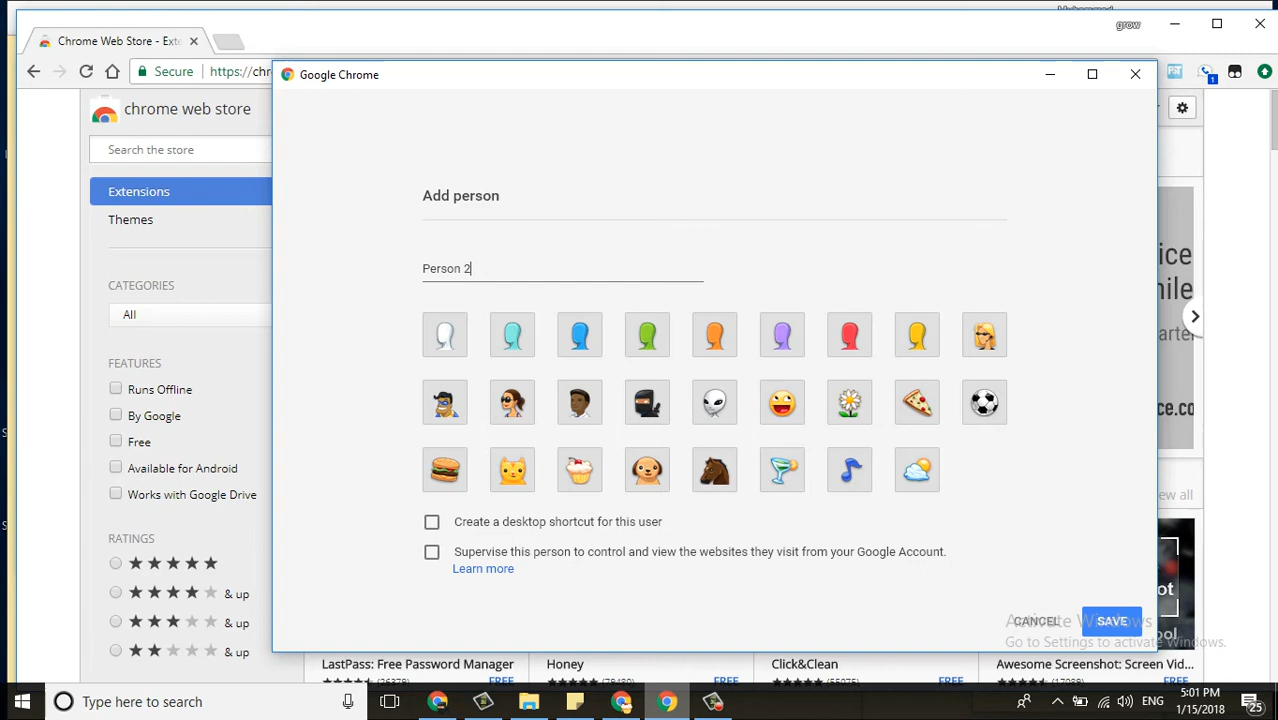 grow
Chrome Web Store - Exte
Secure
https://chr
Google Chrome
chrome web store
Search the store
Extensions
Themes
CATEGORIES
All
FEATURES
Runs Offline
By Google
Free
Available for Android
Works with Google Drive
RATINGS
& up
& up
& up
Add person
Person 2
Create a desktop shortcut for this user
Supervise this person to control and view the websites they visit from your Google Account.
Learn more
CANCEL
SAVE
Activate Windows
Go to Settings to activate Windows.
LastPass: Free Password Manager
FREE
Honey
FREE
Click&Clean
FREE
Awesome Screenshot: Screen Vid...
FREE
Type here to search
ENG
5:01 PM
1/15/2018
25